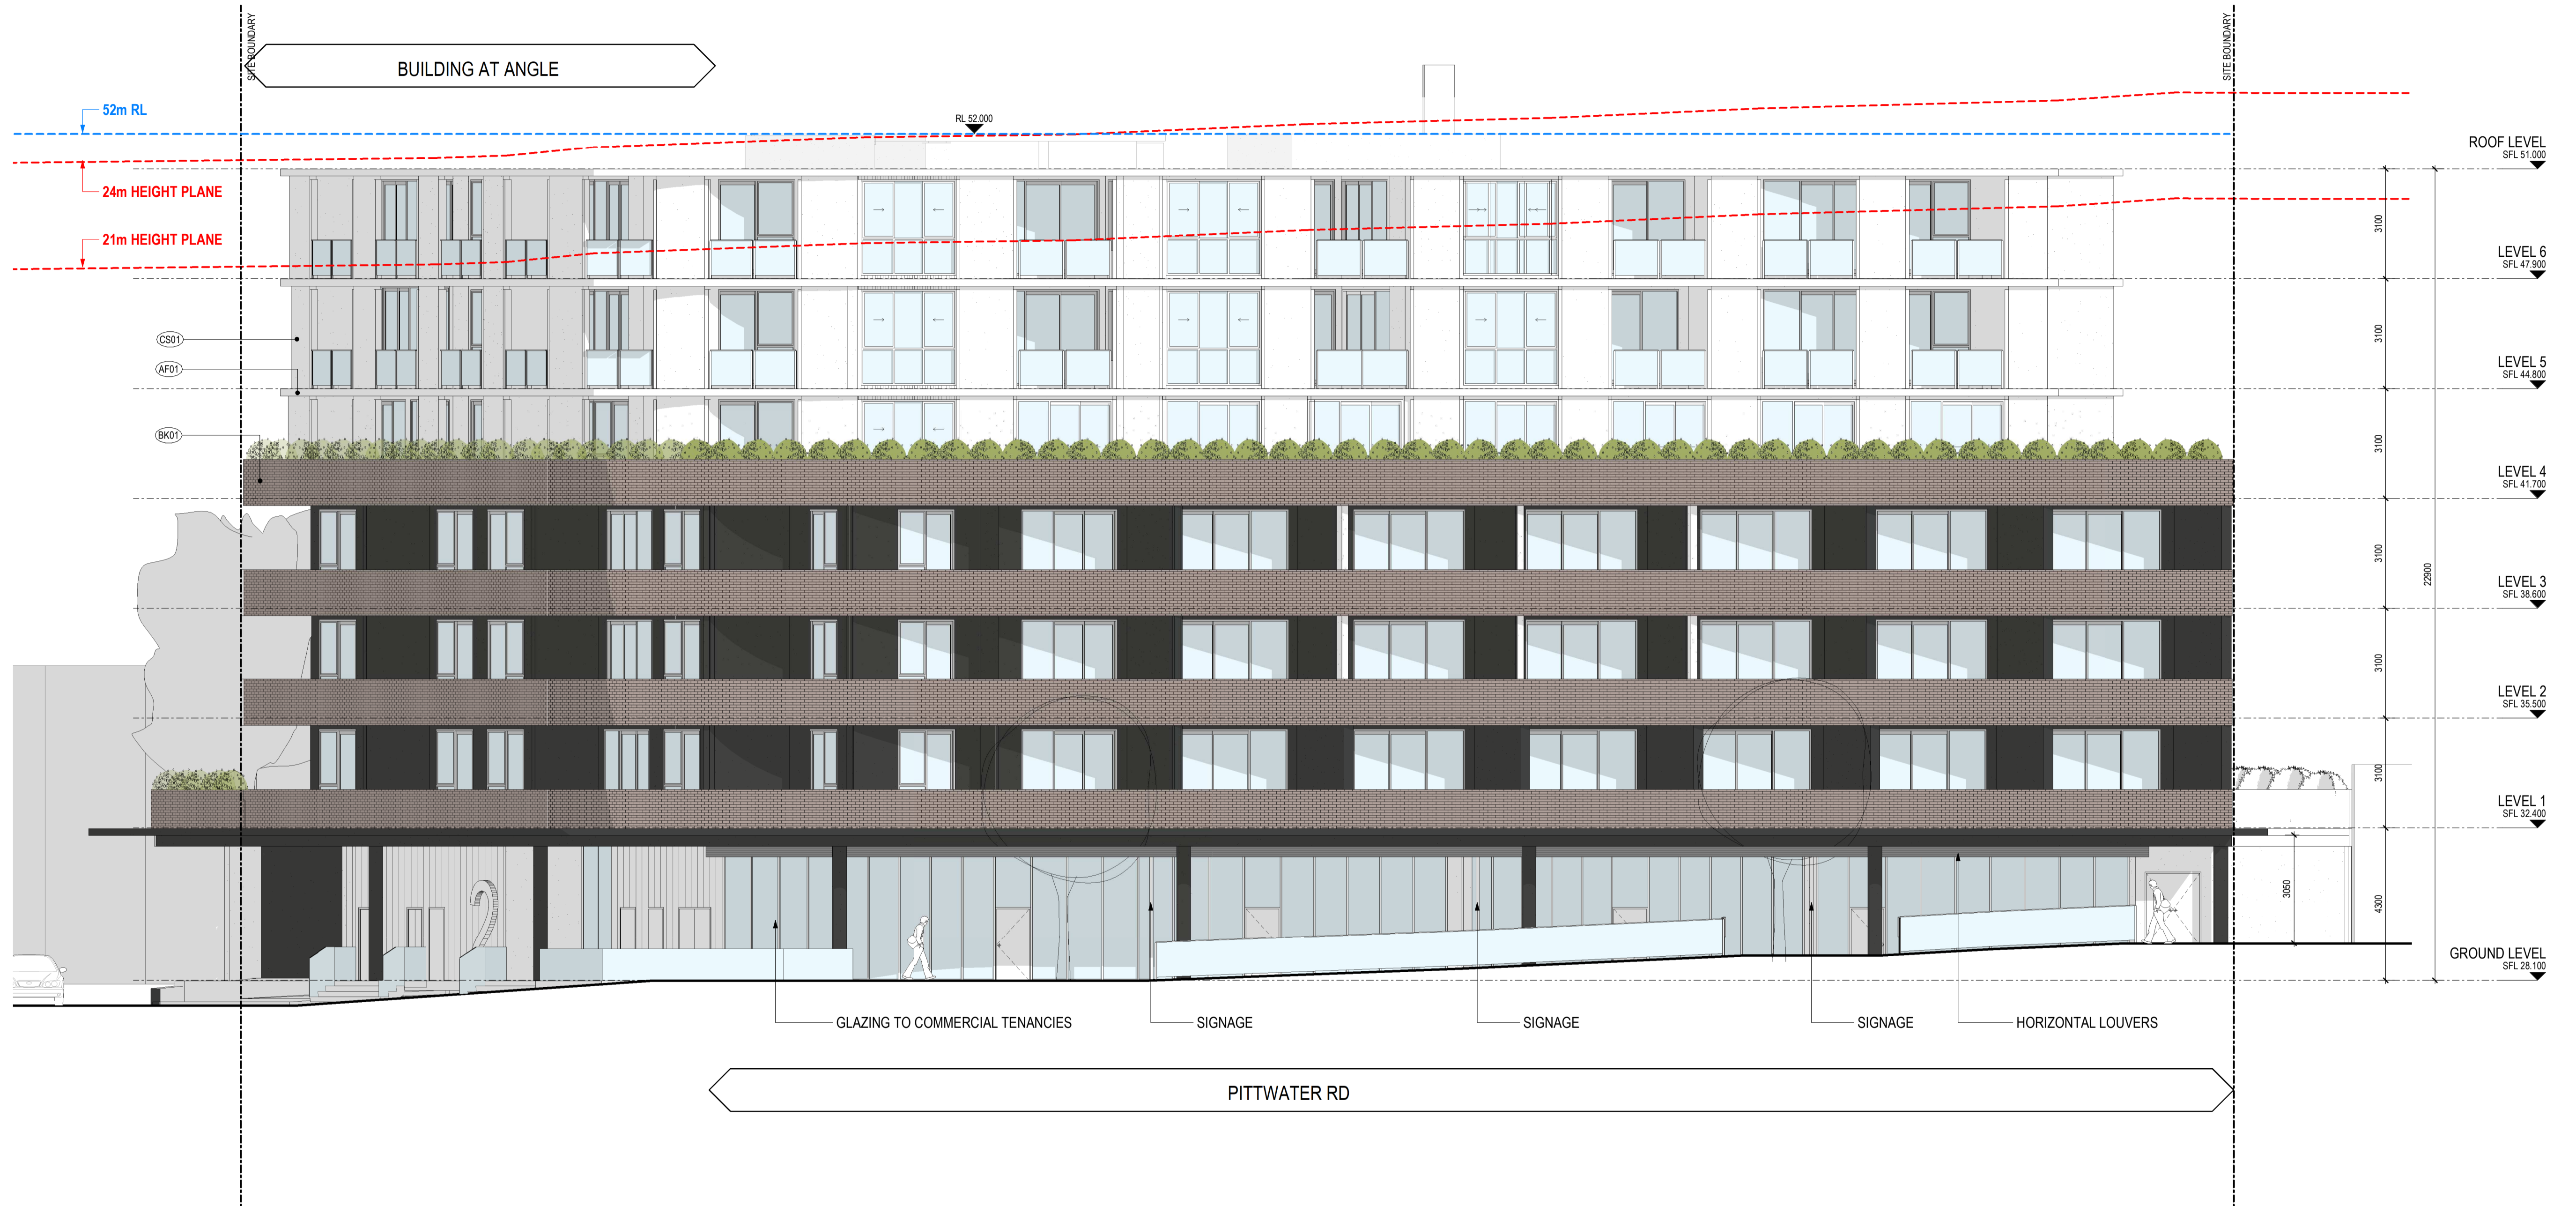 SITE BOUNDARY
SITE BOUNDARY
BUILDING AT ANGLE
52m RL
RL 52.000
24m HEIGHT PLANE
21m HEIGHT PLANE
CS01
AF01
BK01
ROOF LEVEL
SFL 51.000
3100
LEVEL 6
SFL 47.900
3100
LEVEL 5
SFL 44.800
3100
LEVEL 4
SFL 41.700
3100
22900
LEVEL 3
SFL 38.600
3100
LEVEL 2
SFL 35.500
3100
LEVEL 1
SFL 32.400
3050
4300
GROUND LEVEL
SFL 28.100
GLAZING TO COMMERCIAL TENANCIES
SIGNAGE
SIGNAGE
SIGNAGE
HORIZONTAL LOUVERS
2
PITTWATER RD